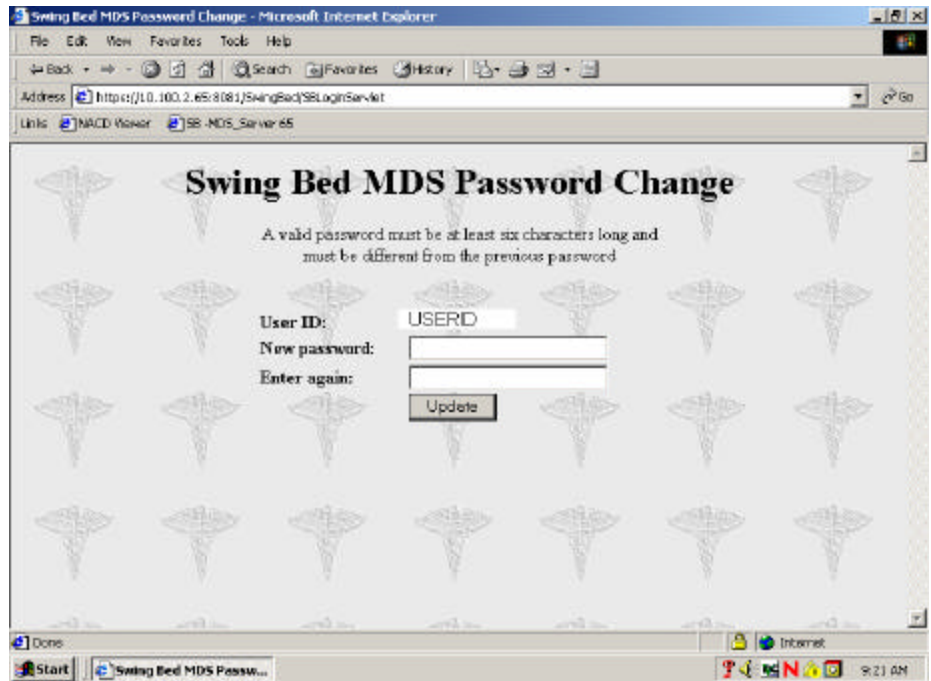 Swing Bed MDS Password Change - Microsoft Internet Explorer
File Edit View Favorites Tools Help
Back Search Favorites History
Address https://10.100.2.65:8081/SwingBed/SBLoginServlet Go
Links NACD Viewer SB -MDS_Server 65
Swing Bed MDS Password Change
A valid password must be at least six characters long and
must be different from the previous password
User ID: USERID
New password:
Enter again:
Update
Done Internet
Start Swing Bed MDS Passw... 9:21 AM